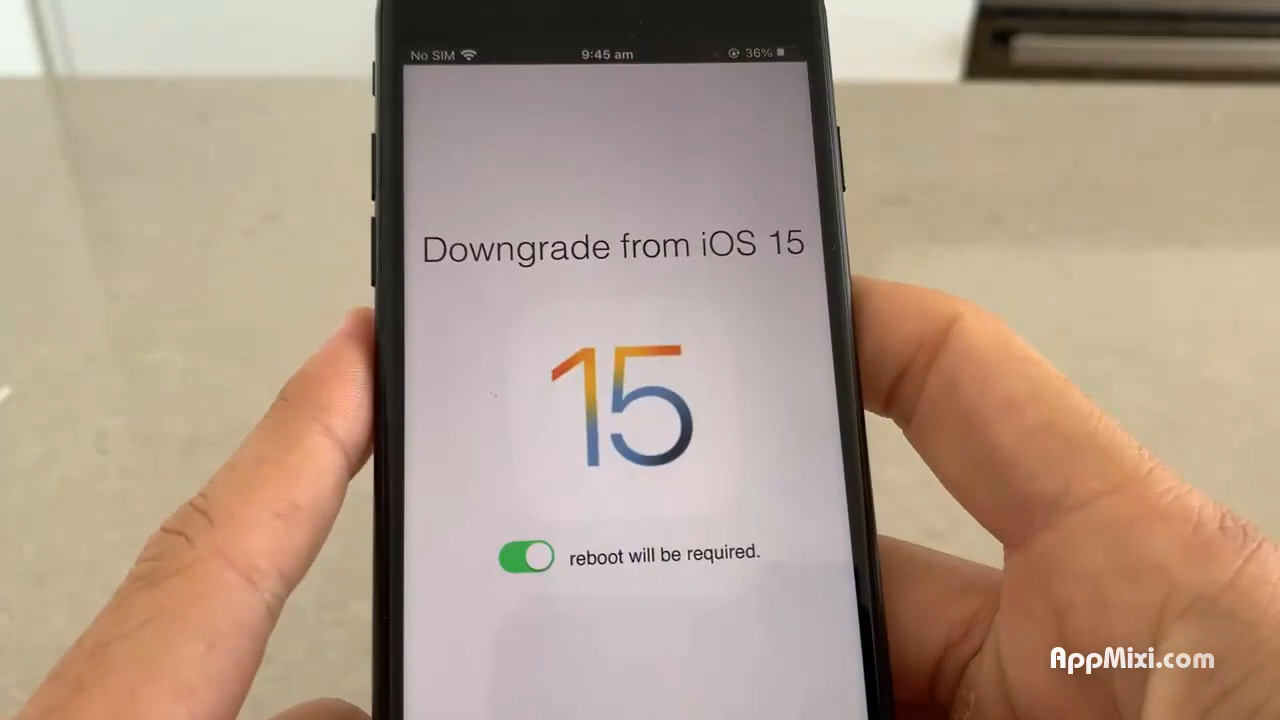 No SIM 9:45 am 36%
Downgrade from iOS 15
15
reboot will be required.
AppMixi.com